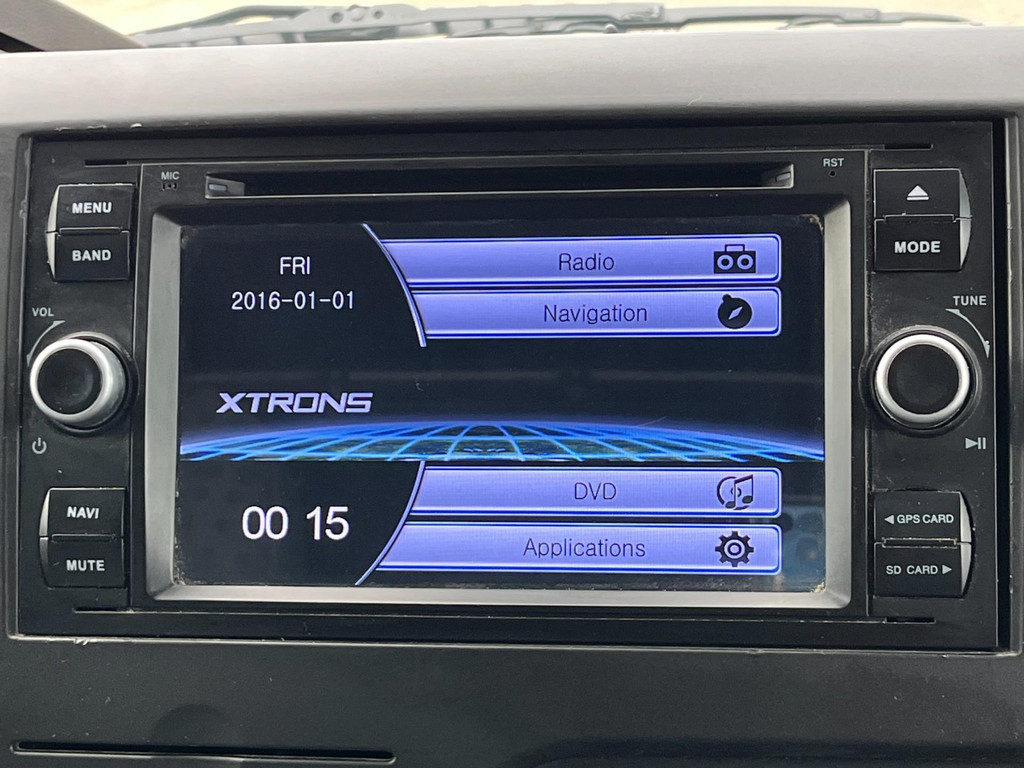 MIC
RST
MENU
BAND
MODE
VOL
TUNE
FRI
2016-01-01
Radio
Navigation
XTRONS
00 15
DVD
Applications
NAVI
MUTE
GPS CARD
SD CARD